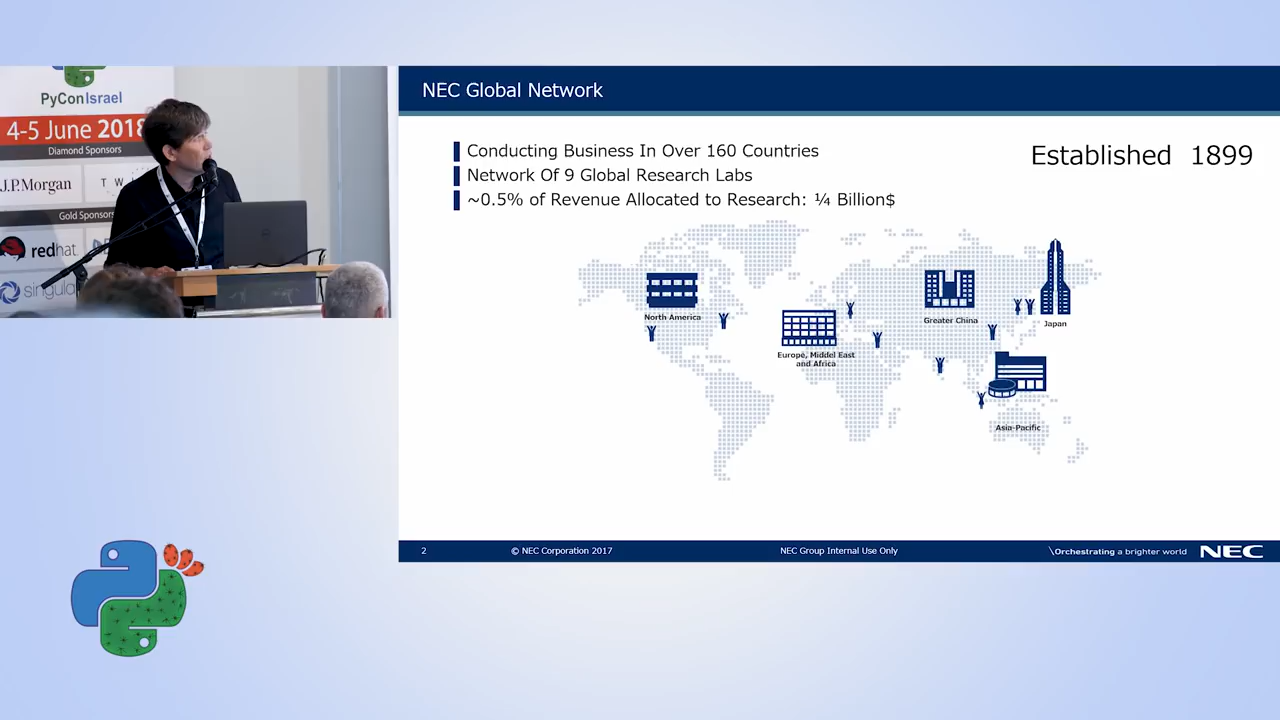 PyConIsrael
4-5 June 2018
Diamond Sponsors
J.P.Morgan
Gold Sponsors
redhat
NEC Global Network
Conducting Business In Over 160 Countries
Network Of 9 Global Research Labs
~0.5% of Revenue Allocated to Research: ¼ Billion$
Established 1899
North America
Europe, Middle East
and Africa
Greater China
Japan
Asia-Pacific
2
© NEC Corporation 2017
NEC Group Internal Use Only
\Orchestrating a brighter world
NEC